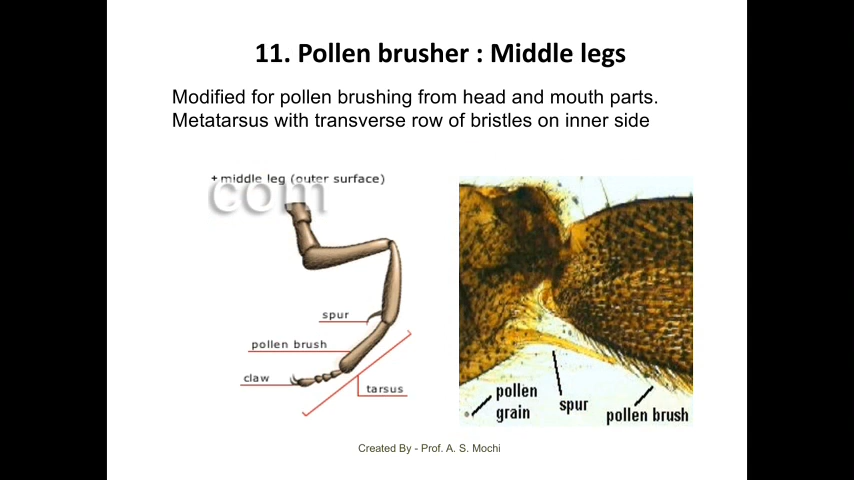 11. Pollen brusher : Middle legs
Modified for pollen brushing from head and mouth parts.
Metatarsus with transverse row of bristles on inner side
+ middle leg (outer surface)
com
spur
pollen brush
claw
tarsus
pollen
grain
spur
pollen brush
Created By - Prof. A. S. Mochi